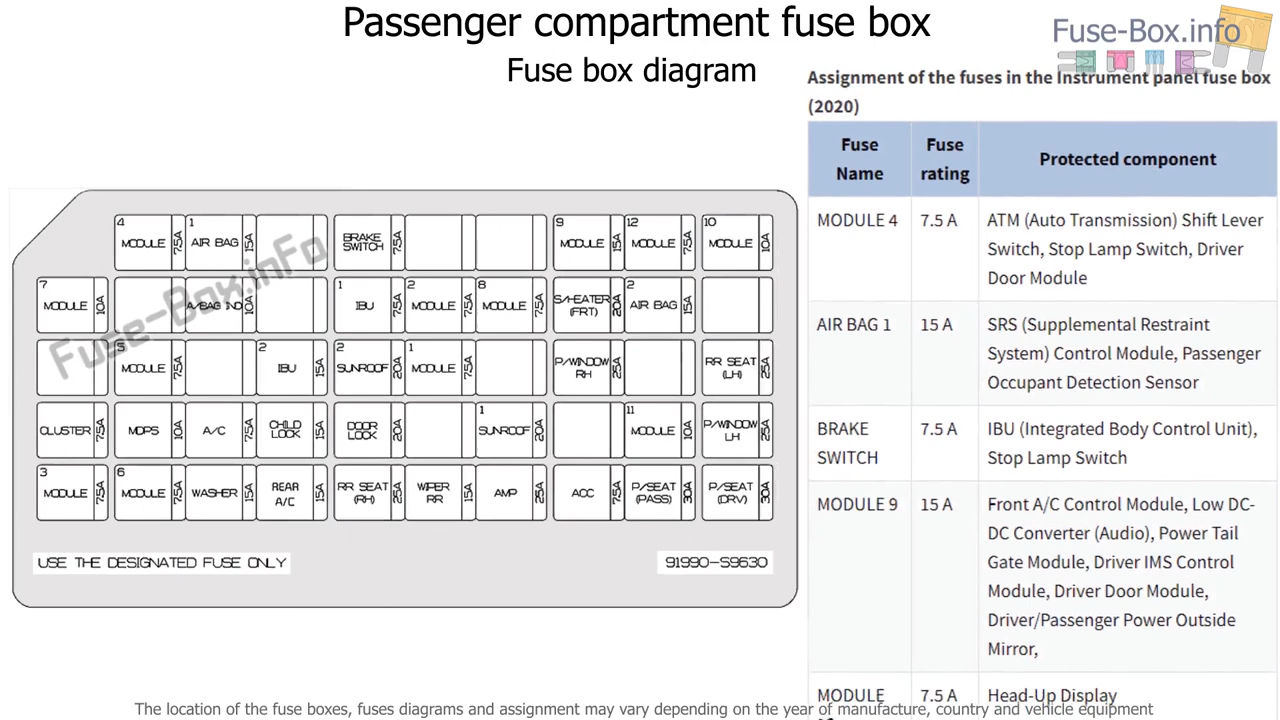 Passenger compartment fuse box
Fuse box diagram
Fuse-Box.info
Assignment of the fuses in the Instrument panel fuse box
(2020)
Fuse Name
Fuse rating
Protected component
MODULE 4
7.5 A
ATM (Auto Transmission) Shift Lever
Switch, Stop Lamp Switch, Driver
Door Module
AIR BAG 1
15 A
SRS (Supplemental Restraint
System) Control Module, Passenger
Occupant Detection Sensor
BRAKE
SWITCH
7.5 A
IBU (Integrated Body Control Unit),
Stop Lamp Switch
MODULE 9
15 A
Front A/C Control Module, Low DC-
DC Converter (Audio), Power Tail
Gate Module, Driver IMS Control
Module, Driver Door Module,
Driver/Passenger Power Outside
Mirror,
MODULE
7.5 A
Head-Up Display
4 MODULE 7.5A
1 AIR BAG 15A
BRAKE SWITCH 7.5A
9 MODULE 15A
12 MODULE 7.5A
10 MODULE 10A
7 MODULE 10A
A/BAG IND 10A
1 IBU 7.5A
2 MODULE 7.5A
8 MODULE 7.5A
S/HEATER (FRT) 20A
2 AIR BAG 15A
Fuse-Box.info
5 MODULE 7.5A
2 IBU 15A
2 SUNROOF 20A
1 MODULE 7.5A
P/WINDOW RH 25A
RR SEAT (LH) 25A
CLUSTER 7.5A
MDPS 10A
A/C 7.5A
CHILD LOCK 15A
DOOR LOCK 20A
1 SUNROOF 20A
11 MODULE 10A
P/WINDOW LH 25A
3 MODULE 7.5A
6 MODULE 7.5A
WASHER 15A
REAR A/C 15A
RR SEAT (RH) 25A
WIPER RR 15A
AMP 25A
ACC 7.5A
P/SEAT (PASS) 30A
P/SEAT (DRV) 30A
USE THE DESIGNATED FUSE ONLY
91990-S9630
The location of the fuse boxes, fuses diagrams and assignment may vary depending on the year of manufacture, country and vehicle equipment